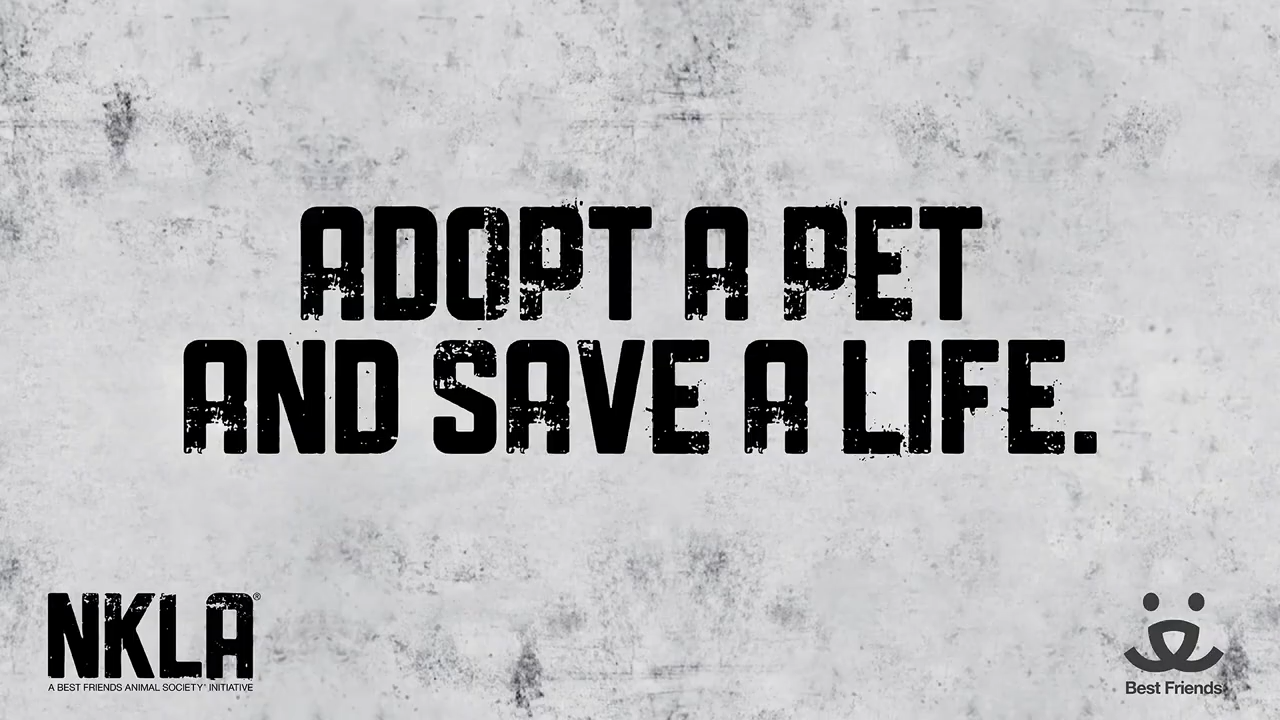 ADOPT A PET
AND SAVE A LIFE.
NKLA®
A BEST FRIENDS ANIMAL SOCIETY® INITIATIVE
Best Friends